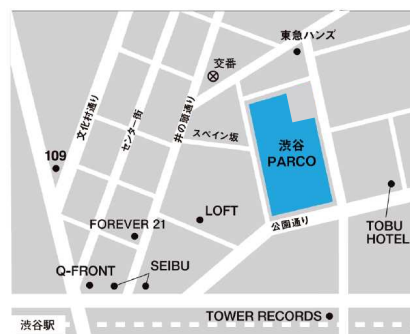 東急ハンズ
交番
文化村通り
センター街
井の頭通り
スペイン坂
渋谷
PARCO
109
LOFT
公園通り
FOREVER 21
TOBU
HOTEL
Q-FRONT
SEIBU
TOWER RECORDS
渋谷駅